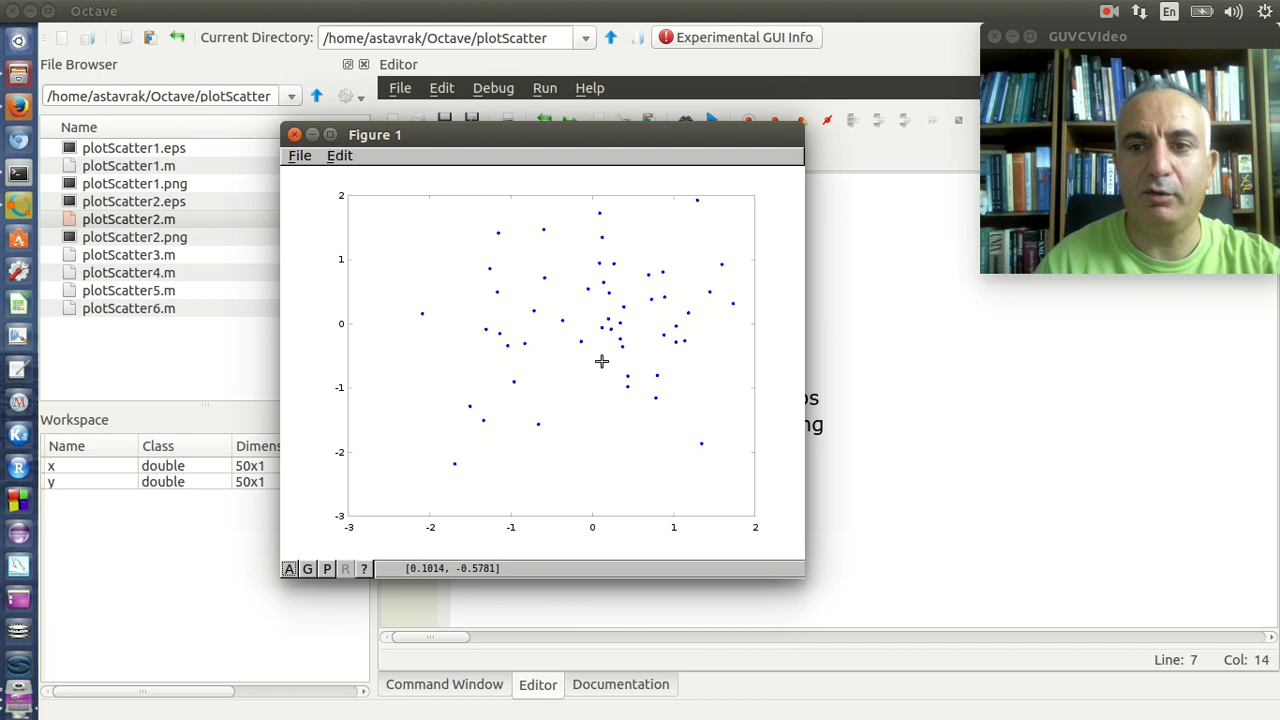 Octave
En
Current Directory:
/home/astavrak/Octave/plotScatter
Experimental GUI Info
GUVCVIdeo
File Browser
Editor
/home/astavrak/Octave/plotScatter
File Edit Debug Run Help
Name
plotScatter1.eps
plotScatter1.m
plotScatter1.png
plotScatter2.eps
plotScatter2.m
plotScatter2.png
plotScatter3.m
plotScatter4.m
plotScatter5.m
plotScatter6.m
Figure 1
File Edit
2
1
0
-1
-2
-3
-3 -2 -1 0 1 2
A G P R ?
[0.1014, -0.5781]
ps
ng
Workspace
Name Class Dimens
x double 50x1
y double 50x1
Line: 7 Col: 14
Command Window Editor Documentation